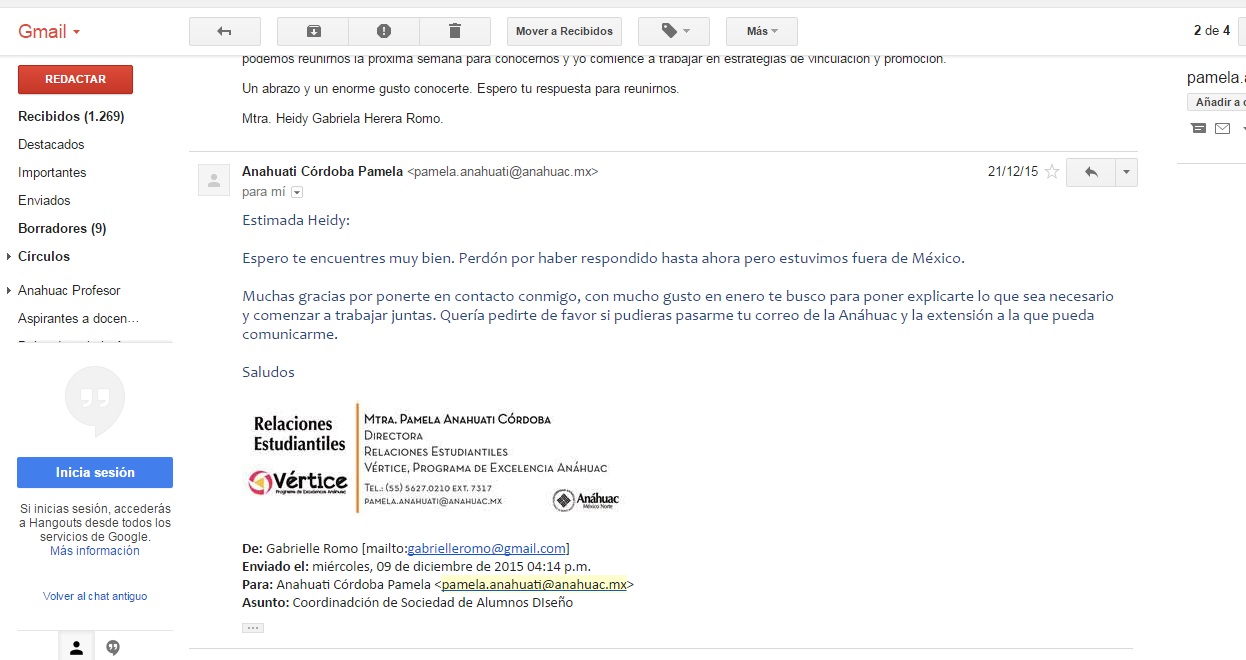 Gmail
Mover a Recibidos
Más
2 de 4
REDACTAR
Recibidos (1.269)
Destacados
Importantes
Enviados
Borradores (9)
Círculos
Anahuac Profesor
Aspirantes a docen…
Inicia sesión
Si inicias sesión, accederás
a Hangouts desde todos los
servicios de Google.
Más información
Volver al chat antiguo
podemos reunirnos la próxima semana para conocernos y yo comience a trabajar en estrategias de vinculación y promoción.
Un abrazo y un enorme gusto conocerte. Espero tu respuesta para reunirnos.
Mtra. Heidy Gabriela Herera Romo.
Anahuati Córdoba Pamela <pamela.anahuati@anahuac.mx>
21/12/15
para mí
Estimada Heidy:
Espero te encuentres muy bien. Perdón por haber respondido hasta ahora pero estuvimos fuera de México.
Muchas gracias por ponerte en contacto conmigo, con mucho gusto en enero te busco para poner explicarte lo que sea necesario
y comenzar a trabajar juntas. Quería pedirte de favor si pudieras pasarme tu correo de la Anáhuac y la extensión a la que pueda
comunicarme.
Saludos
Relaciones
Estudiantiles
Vértice
Programa de Excelencia Anáhuac
MTRA. PAMELA ANAHUATI CÓRDOBA
DIRECTORA
RELACIONES ESTUDIANTILES
VÉRTICE, PROGRAMA DE EXCELENCIA ANÁHUAC
TEL.: (55) 5627.0210 EXT. 7317
PAMELA.ANAHUATI@ANAHUAC.MX
Anáhuac
México Norte
De: Gabrielle Romo [mailto:gabrielleromo@gmail.com]
Enviado el: miércoles, 09 de diciembre de 2015 04:14 p.m.
Para: Anahuati Córdoba Pamela <pamela.anahuati@anahuac.mx>
Asunto: Coordinadción de Sociedad de Alumnos DIseño
pamela.
Añadir a